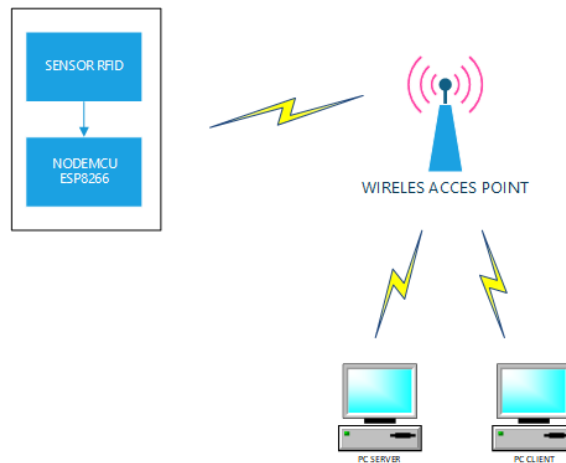 SENSOR RFID
NODEMCU
ESP8266
WIRELES ACCES POINT
PC SERVER
PC CLIENT